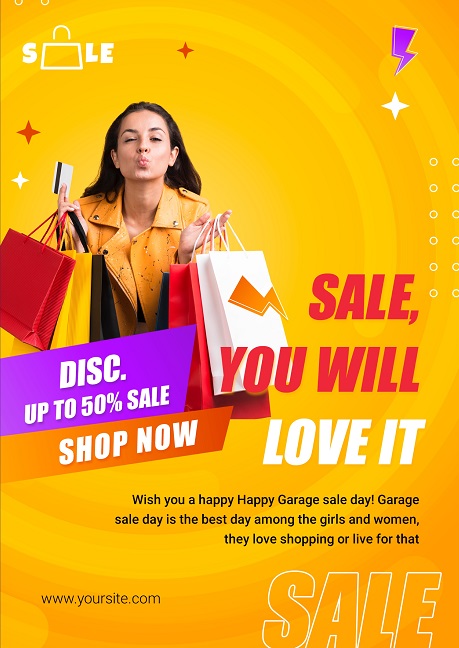 SALE
SALE,
YOU WILL
LOVE IT
DISC.
UP TO 50% SALE
SHOP NOW
Wish you a happy Happy Garage sale day! Garage
sale day is the best day among the girls and women,
they love shopping or live for that
www.yoursite.com
SALE